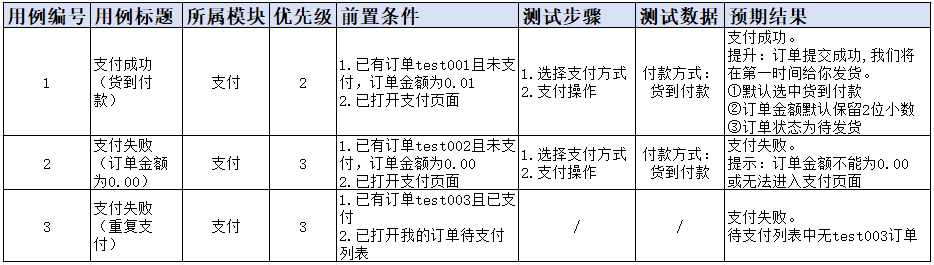 用例编号 用例标题 所属模块 优先级 前置条件 测试步骤 测试数据 预期结果
1
支付成功
（货到付
款）
支付
2
1.已有订单test001且未支
付，订单金额为0.01
2.已打开支付页面
1.选择支付方式
2.支付操作
付款方式：
货到付款
支付成功。
提升：订单提交成功,我们将
在第一时间给你发货。
①默认选中货到付款
②订单金额默认保留2位小数
③订单状态为待发货
2
支付失败
（订单金额
为0.00）
支付
3
1.已有订单test002且未支
付，订单金额为0.00
2.已打开支付页面
1.选择支付方式
2.支付操作
付款方式：
货到付款
支付失败。
提示：订单金额不能为0.00
或无法进入支付页面
3
支付失败
（重复支
付）
支付
3
1.已有订单test003且已支
付
2.已打开我的订单待支付
列表
/
/
支付失败。
待支付列表中无test003订单